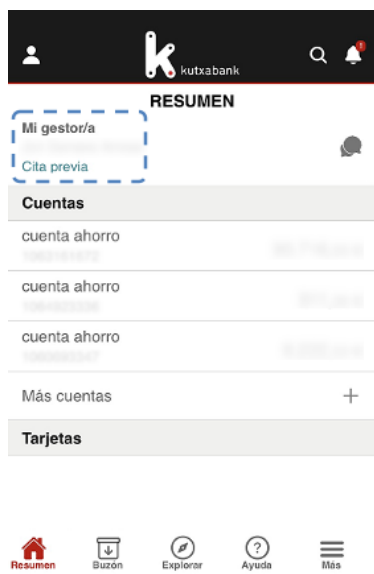 kutxabank
RESUMEN
Mi gestor/a
Cita previa
Cuentas
cuenta ahorro
cuenta ahorro
cuenta ahorro
Más cuentas
Tarjetas
Resumen Buzón Explorar Ayuda Más